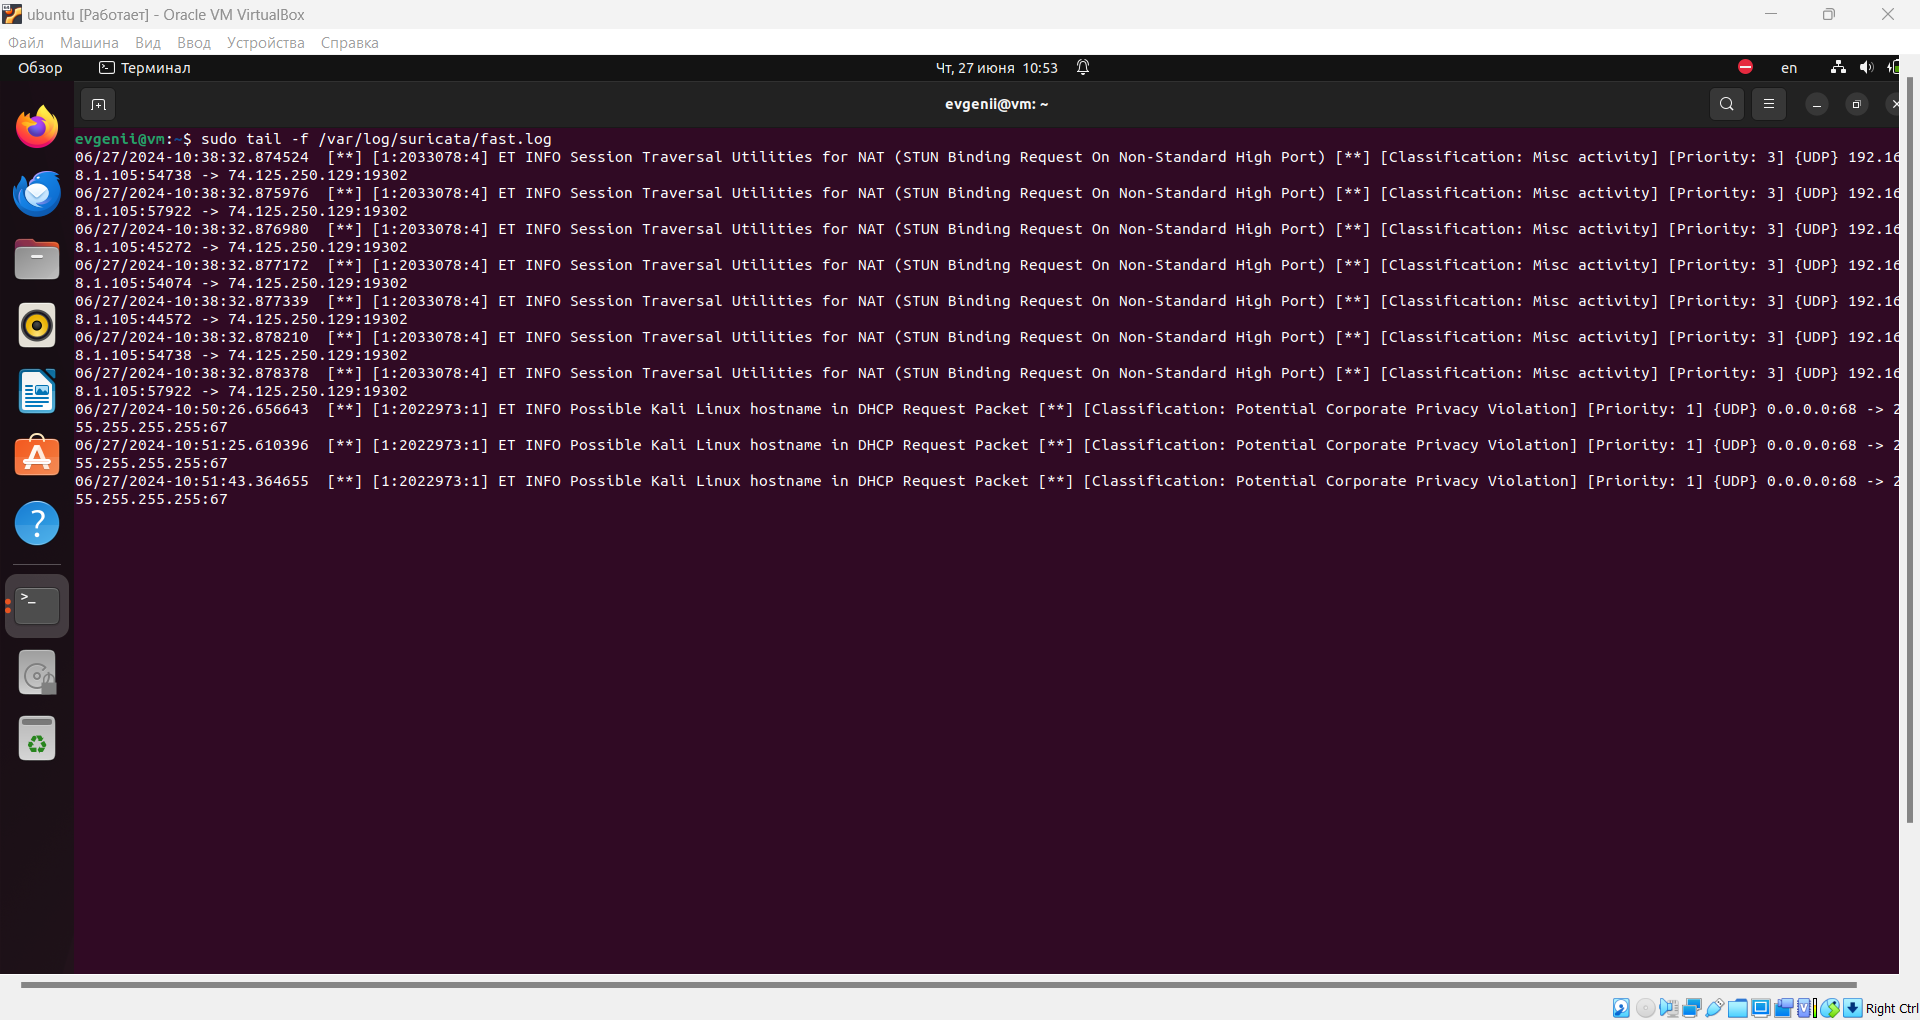 ubuntu [Работает] - Oracle VM VirtualBox
Файл Машина Вид Ввод Устройства Справка
Обзор Терминал Чт, 27 июня 10:53 en
evgenii@vm: ~
evgenii@vm:~$ sudo tail -f /var/log/suricata/fast.log
06/27/2024-10:38:32.874524  [**] [1:2033078:4] ET INFO Session Traversal Utilities for NAT (STUN Binding Request On Non-Standard High Port) [**] [Classification: Misc activity] [Priority: 3] {UDP} 192.16
8.1.105:54738 -> 74.125.250.129:19302
06/27/2024-10:38:32.875976  [**] [1:2033078:4] ET INFO Session Traversal Utilities for NAT (STUN Binding Request On Non-Standard High Port) [**] [Classification: Misc activity] [Priority: 3] {UDP} 192.16
8.1.105:57922 -> 74.125.250.129:19302
06/27/2024-10:38:32.876980  [**] [1:2033078:4] ET INFO Session Traversal Utilities for NAT (STUN Binding Request On Non-Standard High Port) [**] [Classification: Misc activity] [Priority: 3] {UDP} 192.16
8.1.105:45272 -> 74.125.250.129:19302
06/27/2024-10:38:32.877172  [**] [1:2033078:4] ET INFO Session Traversal Utilities for NAT (STUN Binding Request On Non-Standard High Port) [**] [Classification: Misc activity] [Priority: 3] {UDP} 192.16
8.1.105:54074 -> 74.125.250.129:19302
06/27/2024-10:38:32.877339  [**] [1:2033078:4] ET INFO Session Traversal Utilities for NAT (STUN Binding Request On Non-Standard High Port) [**] [Classification: Misc activity] [Priority: 3] {UDP} 192.16
8.1.105:44572 -> 74.125.250.129:19302
06/27/2024-10:38:32.878210  [**] [1:2033078:4] ET INFO Session Traversal Utilities for NAT (STUN Binding Request On Non-Standard High Port) [**] [Classification: Misc activity] [Priority: 3] {UDP} 192.16
8.1.105:54738 -> 74.125.250.129:19302
06/27/2024-10:38:32.878378  [**] [1:2033078:4] ET INFO Session Traversal Utilities for NAT (STUN Binding Request On Non-Standard High Port) [**] [Classification: Misc activity] [Priority: 3] {UDP} 192.16
8.1.105:57922 -> 74.125.250.129:19302
06/27/2024-10:50:26.656643  [**] [1:2022973:1] ET INFO Possible Kali Linux hostname in DHCP Request Packet [**] [Classification: Potential Corporate Privacy Violation] [Priority: 1] {UDP} 0.0.0.0:68 -> 2
55.255.255.255:67
06/27/2024-10:51:25.610396  [**] [1:2022973:1] ET INFO Possible Kali Linux hostname in DHCP Request Packet [**] [Classification: Potential Corporate Privacy Violation] [Priority: 1] {UDP} 0.0.0.0:68 -> 2
55.255.255.255:67
06/27/2024-10:51:43.364655  [**] [1:2022973:1] ET INFO Possible Kali Linux hostname in DHCP Request Packet [**] [Classification: Potential Corporate Privacy Violation] [Priority: 1] {UDP} 0.0.0.0:68 -> 2
55.255.255.255:67
Right Ctrl